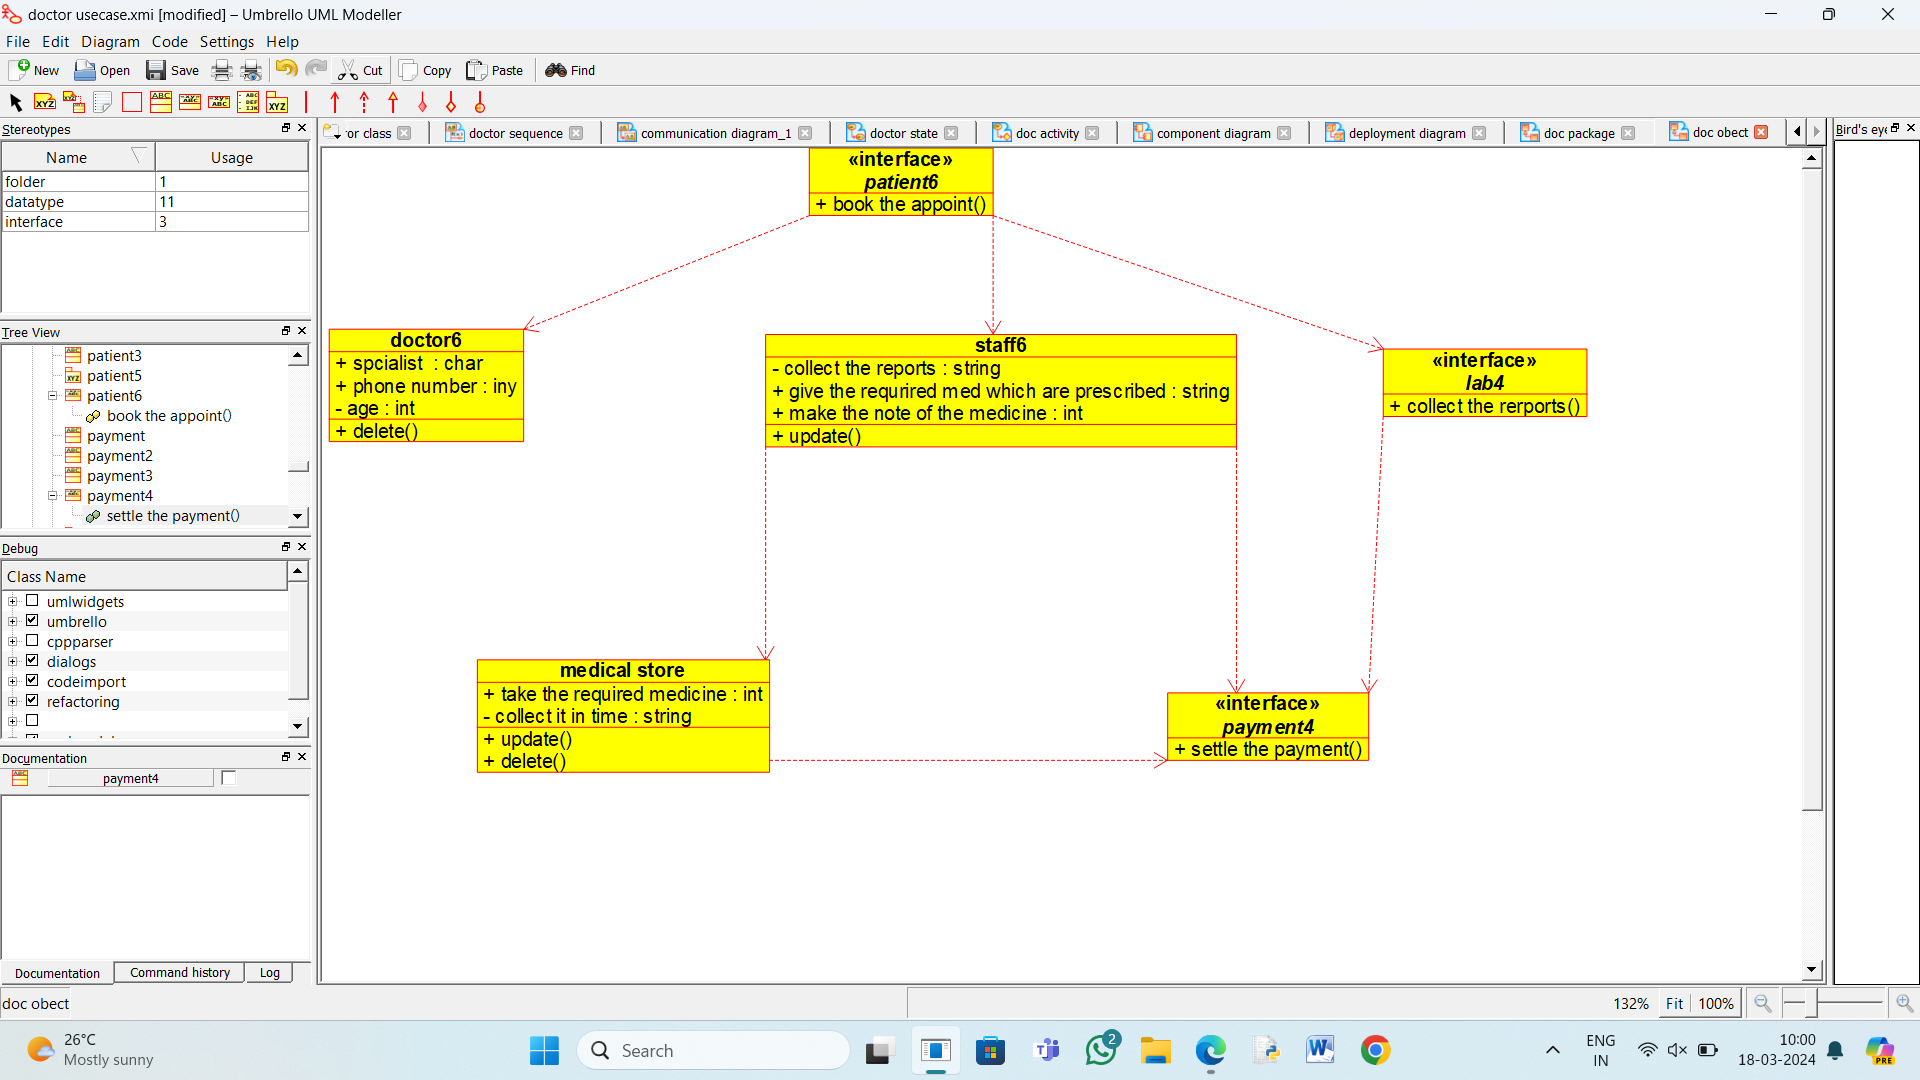 doctor usecase.xmi [modified] – Umbrello UML Modeller
File Edit Diagram Code Settings Help
New Open Save Cut Copy Paste Find
Stereotypes
Name Usage
folder 1
datatype 11
interface 3
Tree View
patient3
patient5
patient6
book the appoint()
payment
payment2
payment3
payment4
settle the payment()
Debug
Class Name
umlwidgets
umbrello
cppparser
dialogs
codeimport
refactoring
Documentation
payment4
Documentation Command history Log
or class doctor sequence communication diagram_1 doctor state doc activity component diagram deployment diagram doc package doc obect
Bird's eye
«interface»
patient6
+ book the appoint()
doctor6
+ spcialist : char
+ phone number : iny
- age : int
+ delete()
staff6
- collect the reports : string
+ give the requrired med which are prescribed : string
+ make the note of the medicine : int
+ update()
«interface»
lab4
+ collect the rerports()
medical store
+ take the required medicine : int
- collect it in time : string
+ update()
+ delete()
«interface»
payment4
+ settle the payment()
doc obect
132% Fit 100%
26°C
Mostly sunny
Search
2
ENG
IN
10:00
18-03-2024
PRE